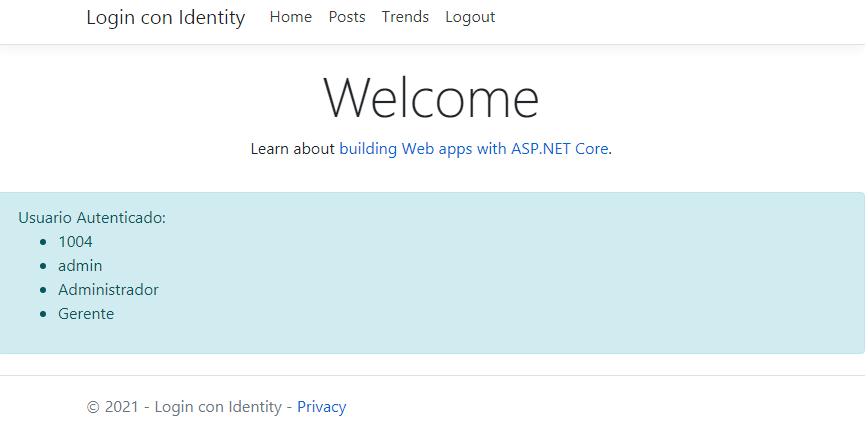 Login con Identity Home Posts Trends Logout
Welcome
Learn about building Web apps with ASP.NET Core.
Usuario Autenticado:
1004
admin
Administrador
Gerente
© 2021 - Login con Identity - Privacy